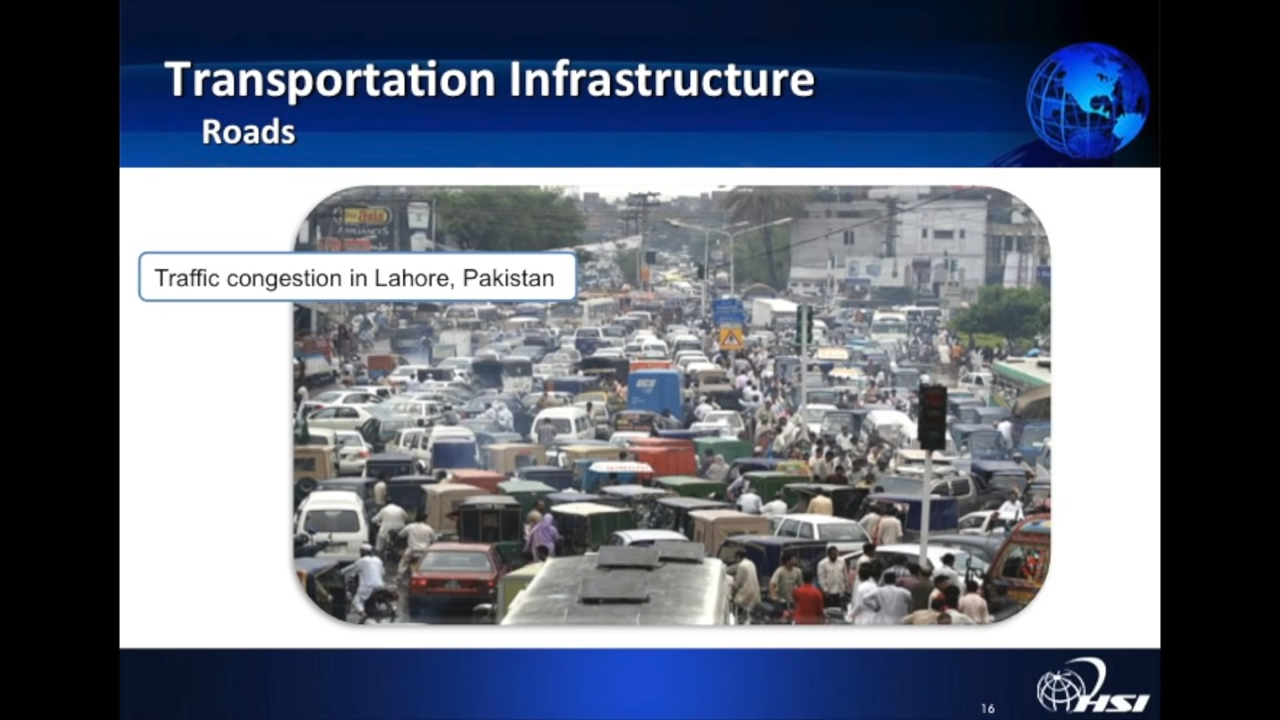 Transportation Infrastructure
Roads
Traffic congestion in Lahore, Pakistan
16
HSI